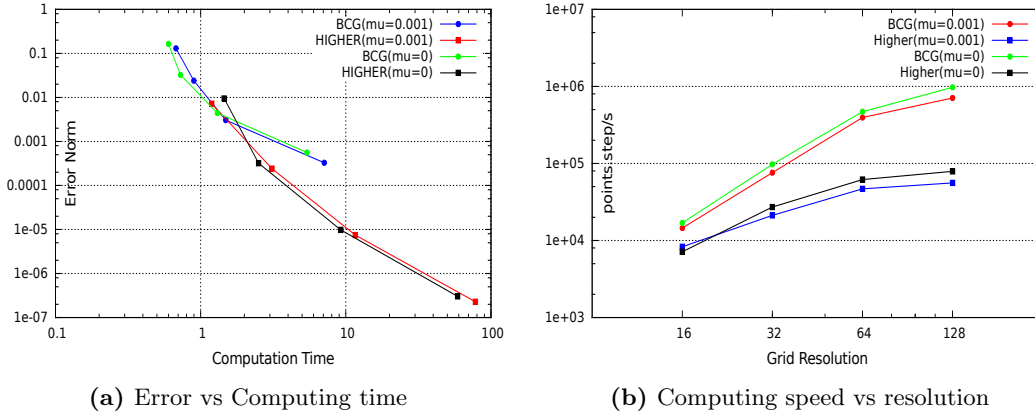 1
0.1
0.01
0.001
0.0001
1e-05
1e-06
1e-07
Error Norm
BCG(mu=0.001)
HIGHER(mu=0.001)
BCG(mu=0)
HIGHER(mu=0)
0.1 1 10 100
Computation Time
(a) Error vs Computing time
1e+07
1e+06
1e+05
1e+04
1e+03
points.step/s
BCG(mu=0.001)
Higher(mu=0.001)
BCG(mu=0)
Higher(mu=0)
16 32 64 128
Grid Resolution
(b) Computing speed vs resolution